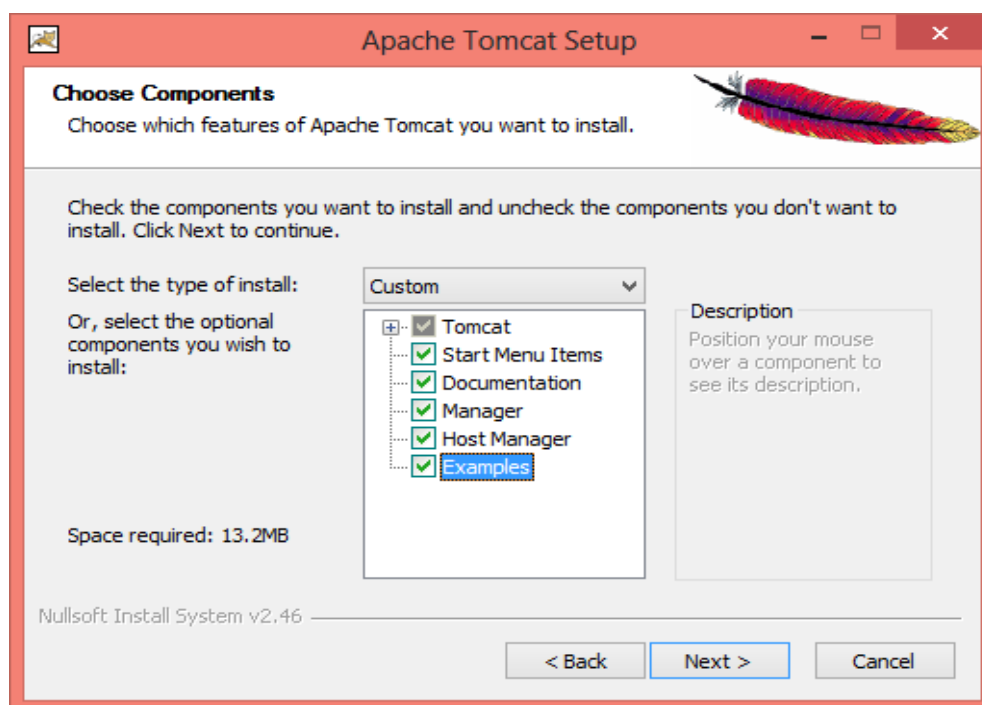 Apache Tomcat Setup
Choose Components
Choose which features of Apache Tomcat you want to install.
Check the components you want to install and uncheck the components you don't want to
install. Click Next to continue.
Select the type of install:
Custom
Or, select the optional
components you wish to
install:
Tomcat
Start Menu Items
Documentation
Manager
Host Manager
Examples
Description
Position your mouse
over a component to
see its description.
Space required: 13.2MB
Nullsoft Install System v2.46
< Back
Next >
Cancel